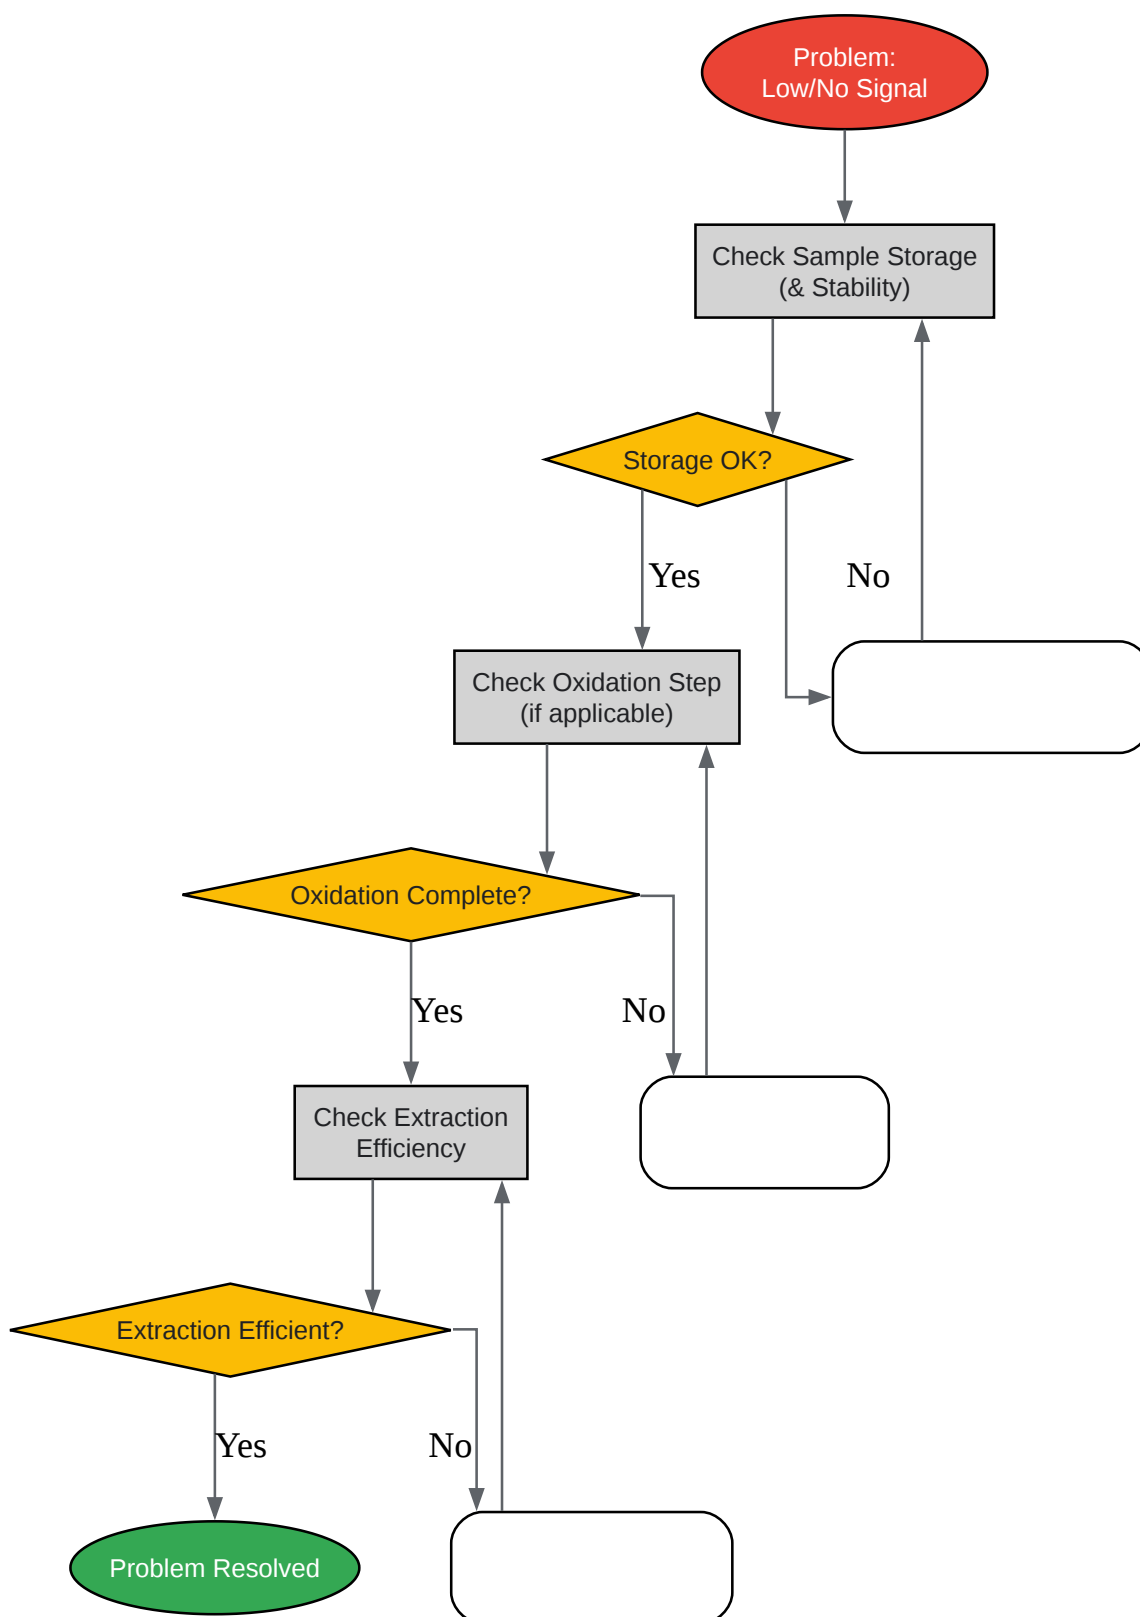 Problem:
Low/No Signal
Check Sample Storage
(& Stability)
Storage OK?
Yes
No
Check Oxidation Step
(if applicable)
Oxidation Complete?
Yes
No
Check Extraction
Efficiency
Extraction Efficient?
Yes
No
Problem Resolved